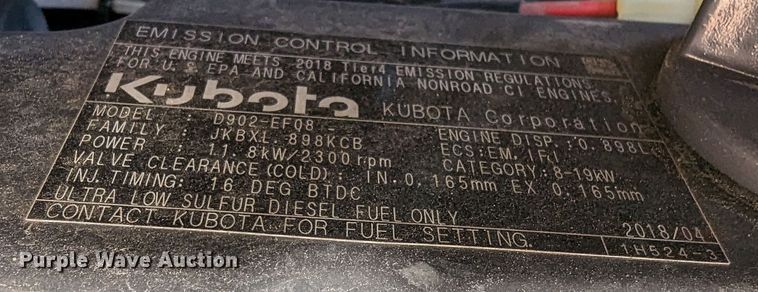 EMISSION CONTROL INFORMATION
THIS ENGINE MEETS 2018 Tier4 EMISSION REGULATIONS
FOR U S EPA AND CALIFORNIA NONROAD CI ENGINES.
Kubota KUBOTA Corporation
MODEL : D902-EF08 - ENGINE DISP.:0.898L
FAMILY : JKBXL.898KCB ECS:EM, IFI
POWER : 11.8kW/2300rpm CATEGORY:8-19kW
VALVE CLEARANCE(COLD): IN.0.165mm EX 0.165mm
INJ.TIMING: 16 DEG BTDC
ULTRA LOW SULFUR DIESEL FUEL ONLY
CONTACT KUBOTA FOR FUEL SETTING. 2018/04
1H524-3
Purple Wave Auction